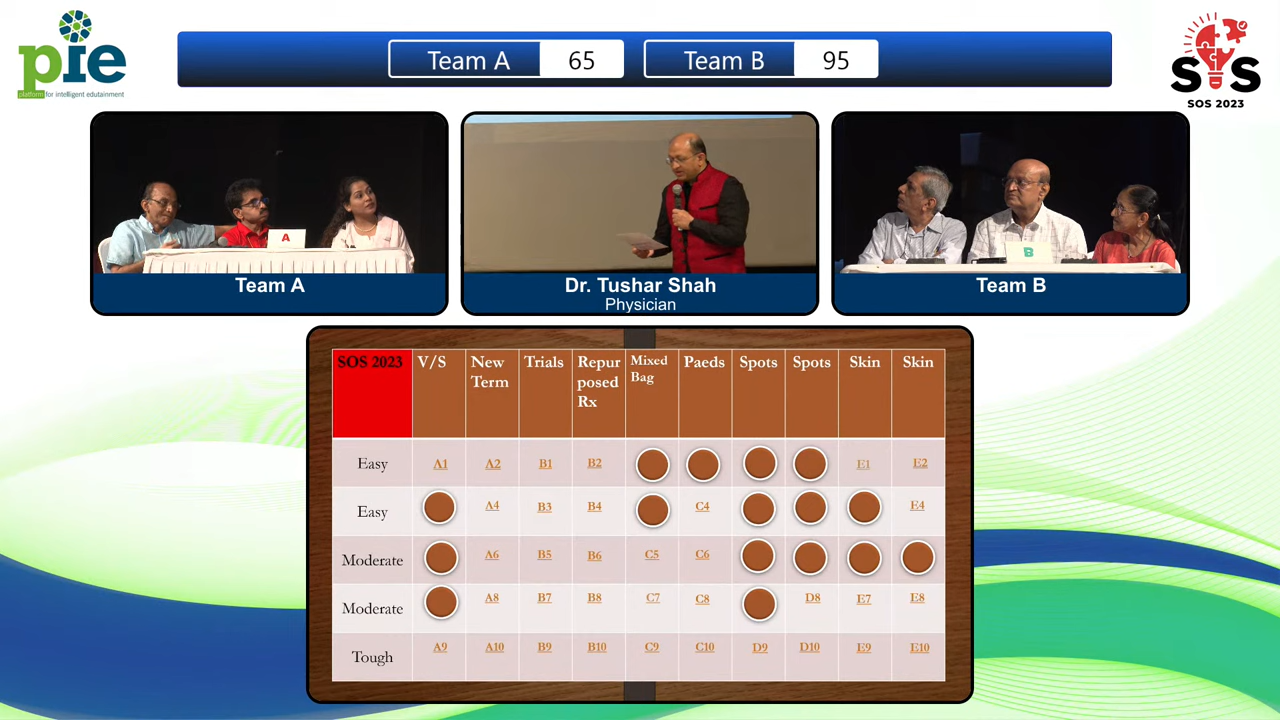 pie
platform for intelligent edutainment
Team A 65 Team B 95
SOS
SOS 2023
A
B
Team A
Dr. Tushar Shah
Physician
Team B
SOS 2023 V/S New Term Trials Repur posed Rx Mixed Bag Paeds Spots Spots Skin Skin
Easy A1 A2 B1 B2 E1 E2
Easy A4 B3 B4 C4 E4
Moderate A6 B5 B6 C5 C6
Moderate A8 B7 B8 C7 C8 D8 E7 E8
Tough A9 A10 B9 B10 C9 C10 D9 D10 E9 E10